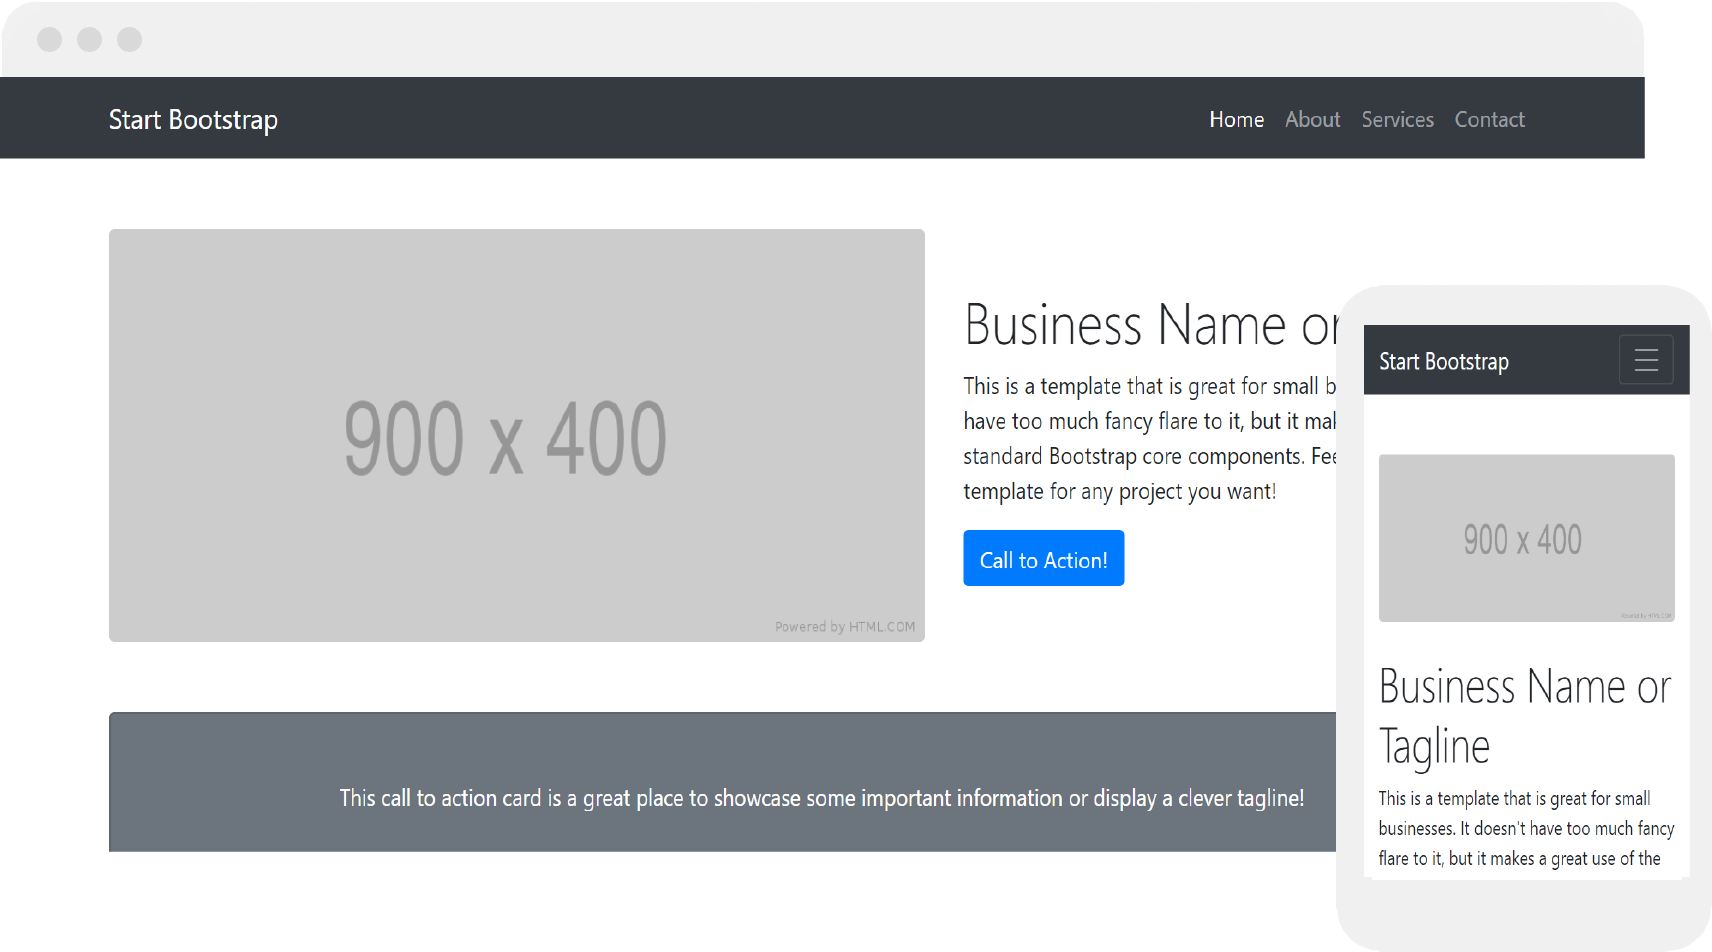 Start Bootstrap
Home About Services Contact
900 x 400
Powered by HTML.COM
Business Name or
This is a template that is great for small b
have too much fancy flare to it, but it mak
standard Bootstrap core components. Fee
template for any project you want!
Call to Action!
This call to action card is a great place to showcase some important information or display a clever tagline!
Start Bootstrap
900 x 400
Powered by HTML.COM
Business Name or
Tagline
This is a template that is great for small
businesses. It doesn't have too much fancy
flare to it, but it makes a great use of the